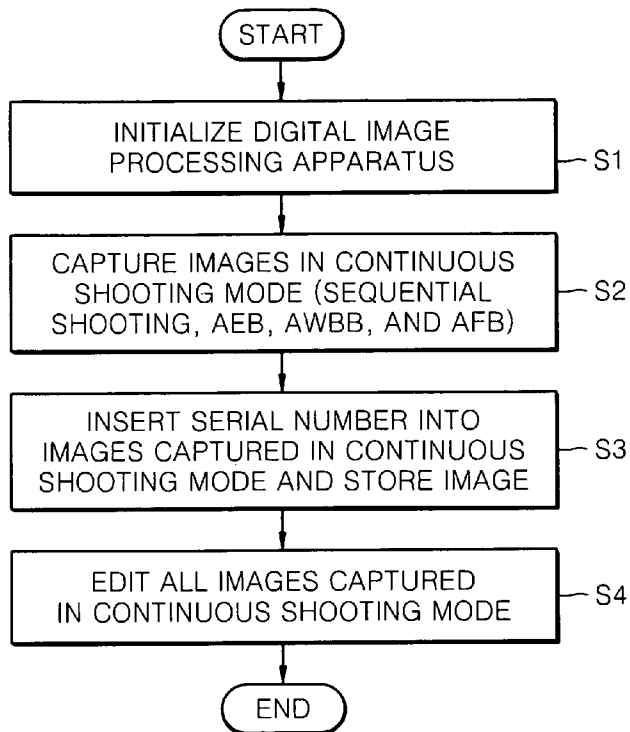 START
INITIALIZE DIGITAL IMAGE
PROCESSING APPARATUS
S1
CAPTURE IMAGES IN CONTINUOUS
SHOOTING MODE (SEQUENTIAL
SHOOTING, AEB, AWBB, AND AFB)
S2
INSERT SERIAL NUMBER INTO
IMAGES CAPTURED IN CONTINUOUS
SHOOTING MODE AND STORE IMAGE
S3
EDIT ALL IMAGES CAPTURED
IN CONTINUOUS SHOOTING MODE
S4
END